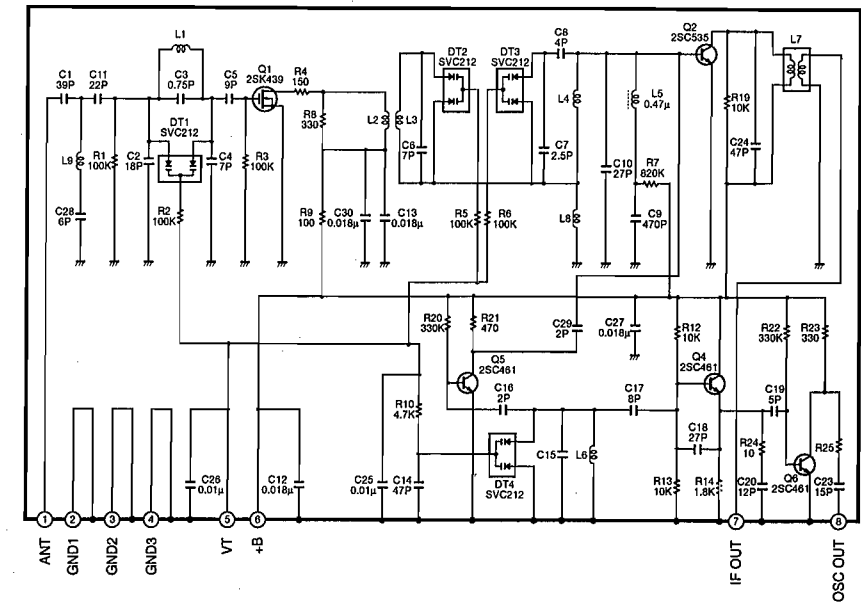 L1
C1
39P
C11
22P
C3
0.75P
C5
9P
Q1
2SK439
R4
150
R8
330
DT1
SVC212
L9
R1
100K
C2
18P
C4
7P
R3
100K
C28
6P
R2
100K
R9
100
C30
0.018μ
C13
0.018μ
L2
L3
C6
7P
DT2
SVC212
DT3
SVC212
C8
4P
R5
100K
R6
100K
C7
2.5P
L4
L8
C10
27P
L5
0.47μ
R7
820K
C9
470P
Q2
2SC535
R19
10K
C24
47P
L7
R20
330K
R21
470
C29
2P
C27
0.018μ
R12
10K
Q4
2SC461
R22
330K
R23
330
Q5
2SC461
C16
2P
C17
8P
C19
5P
R10
4.7K
C18
27P
R24
10
R25
C26
0.01μ
C12
0.018μ
C25
0.01μ
C14
47P
DT4
SVC212
C15
L6
R13
10K
R14
1.8K
C20
12P
Q6
2SC461
C23
15P
1
2
3
4
5
6
7
8
ANT
GND1
GND2
GND3
VT
+B
IF OUT
OSC OUT